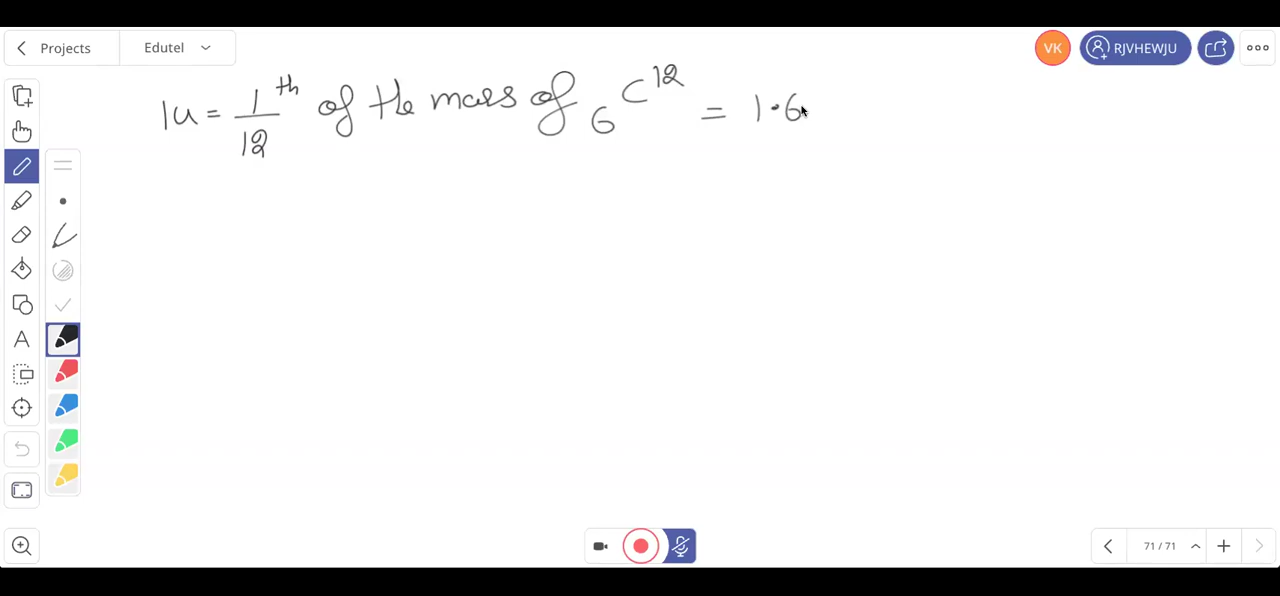 Projects
Edutel
VK
RJVHEWJU
1u = 1/12 th of the mass of ₆C¹² = 1.6
A
71 / 71